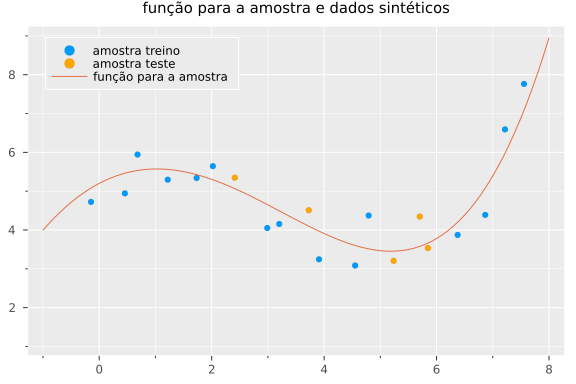 função para a amostra e dados sintéticos
amostra treino
amostra teste
função para a amostra
8
6
4
2
0
2
4
6
8